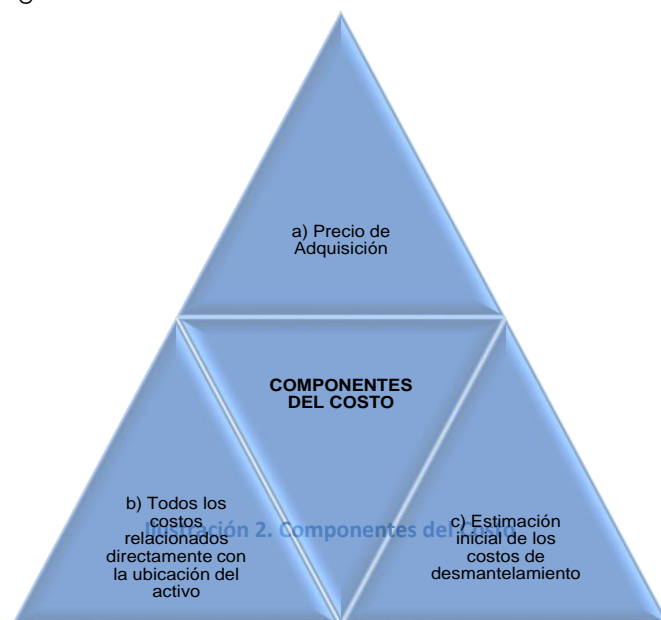 a) Precio de
Adquisición
COMPONENTES
DEL COSTO
b) Todos los
costos
relacionados
directamente con
la ubicación del
activo
c) Estimación
inicial de los
costos de
desmantelamiento
Ilustración 2. Componentes del Costo